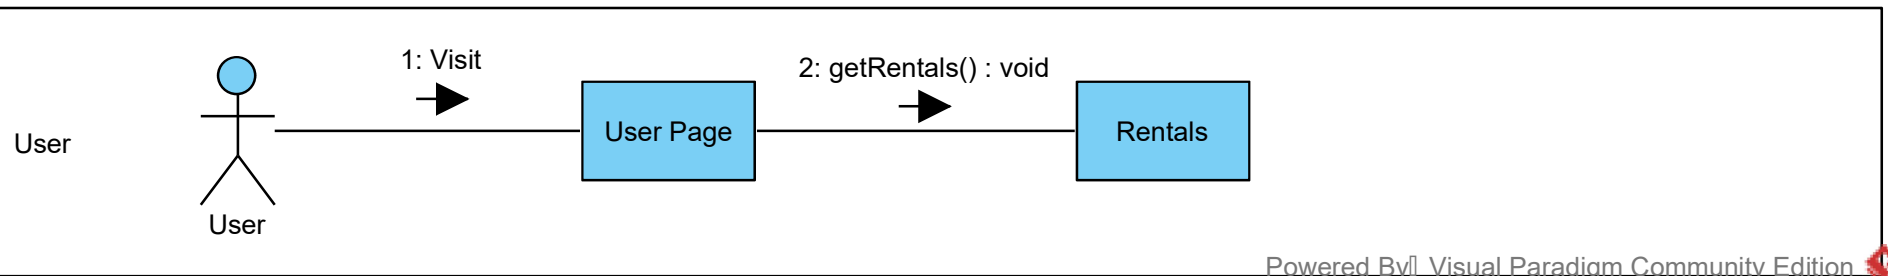 1: Visit
2: getRentals() : void
User Page
Rentals
User
User
Powered By Visual Paradigm Community Edition